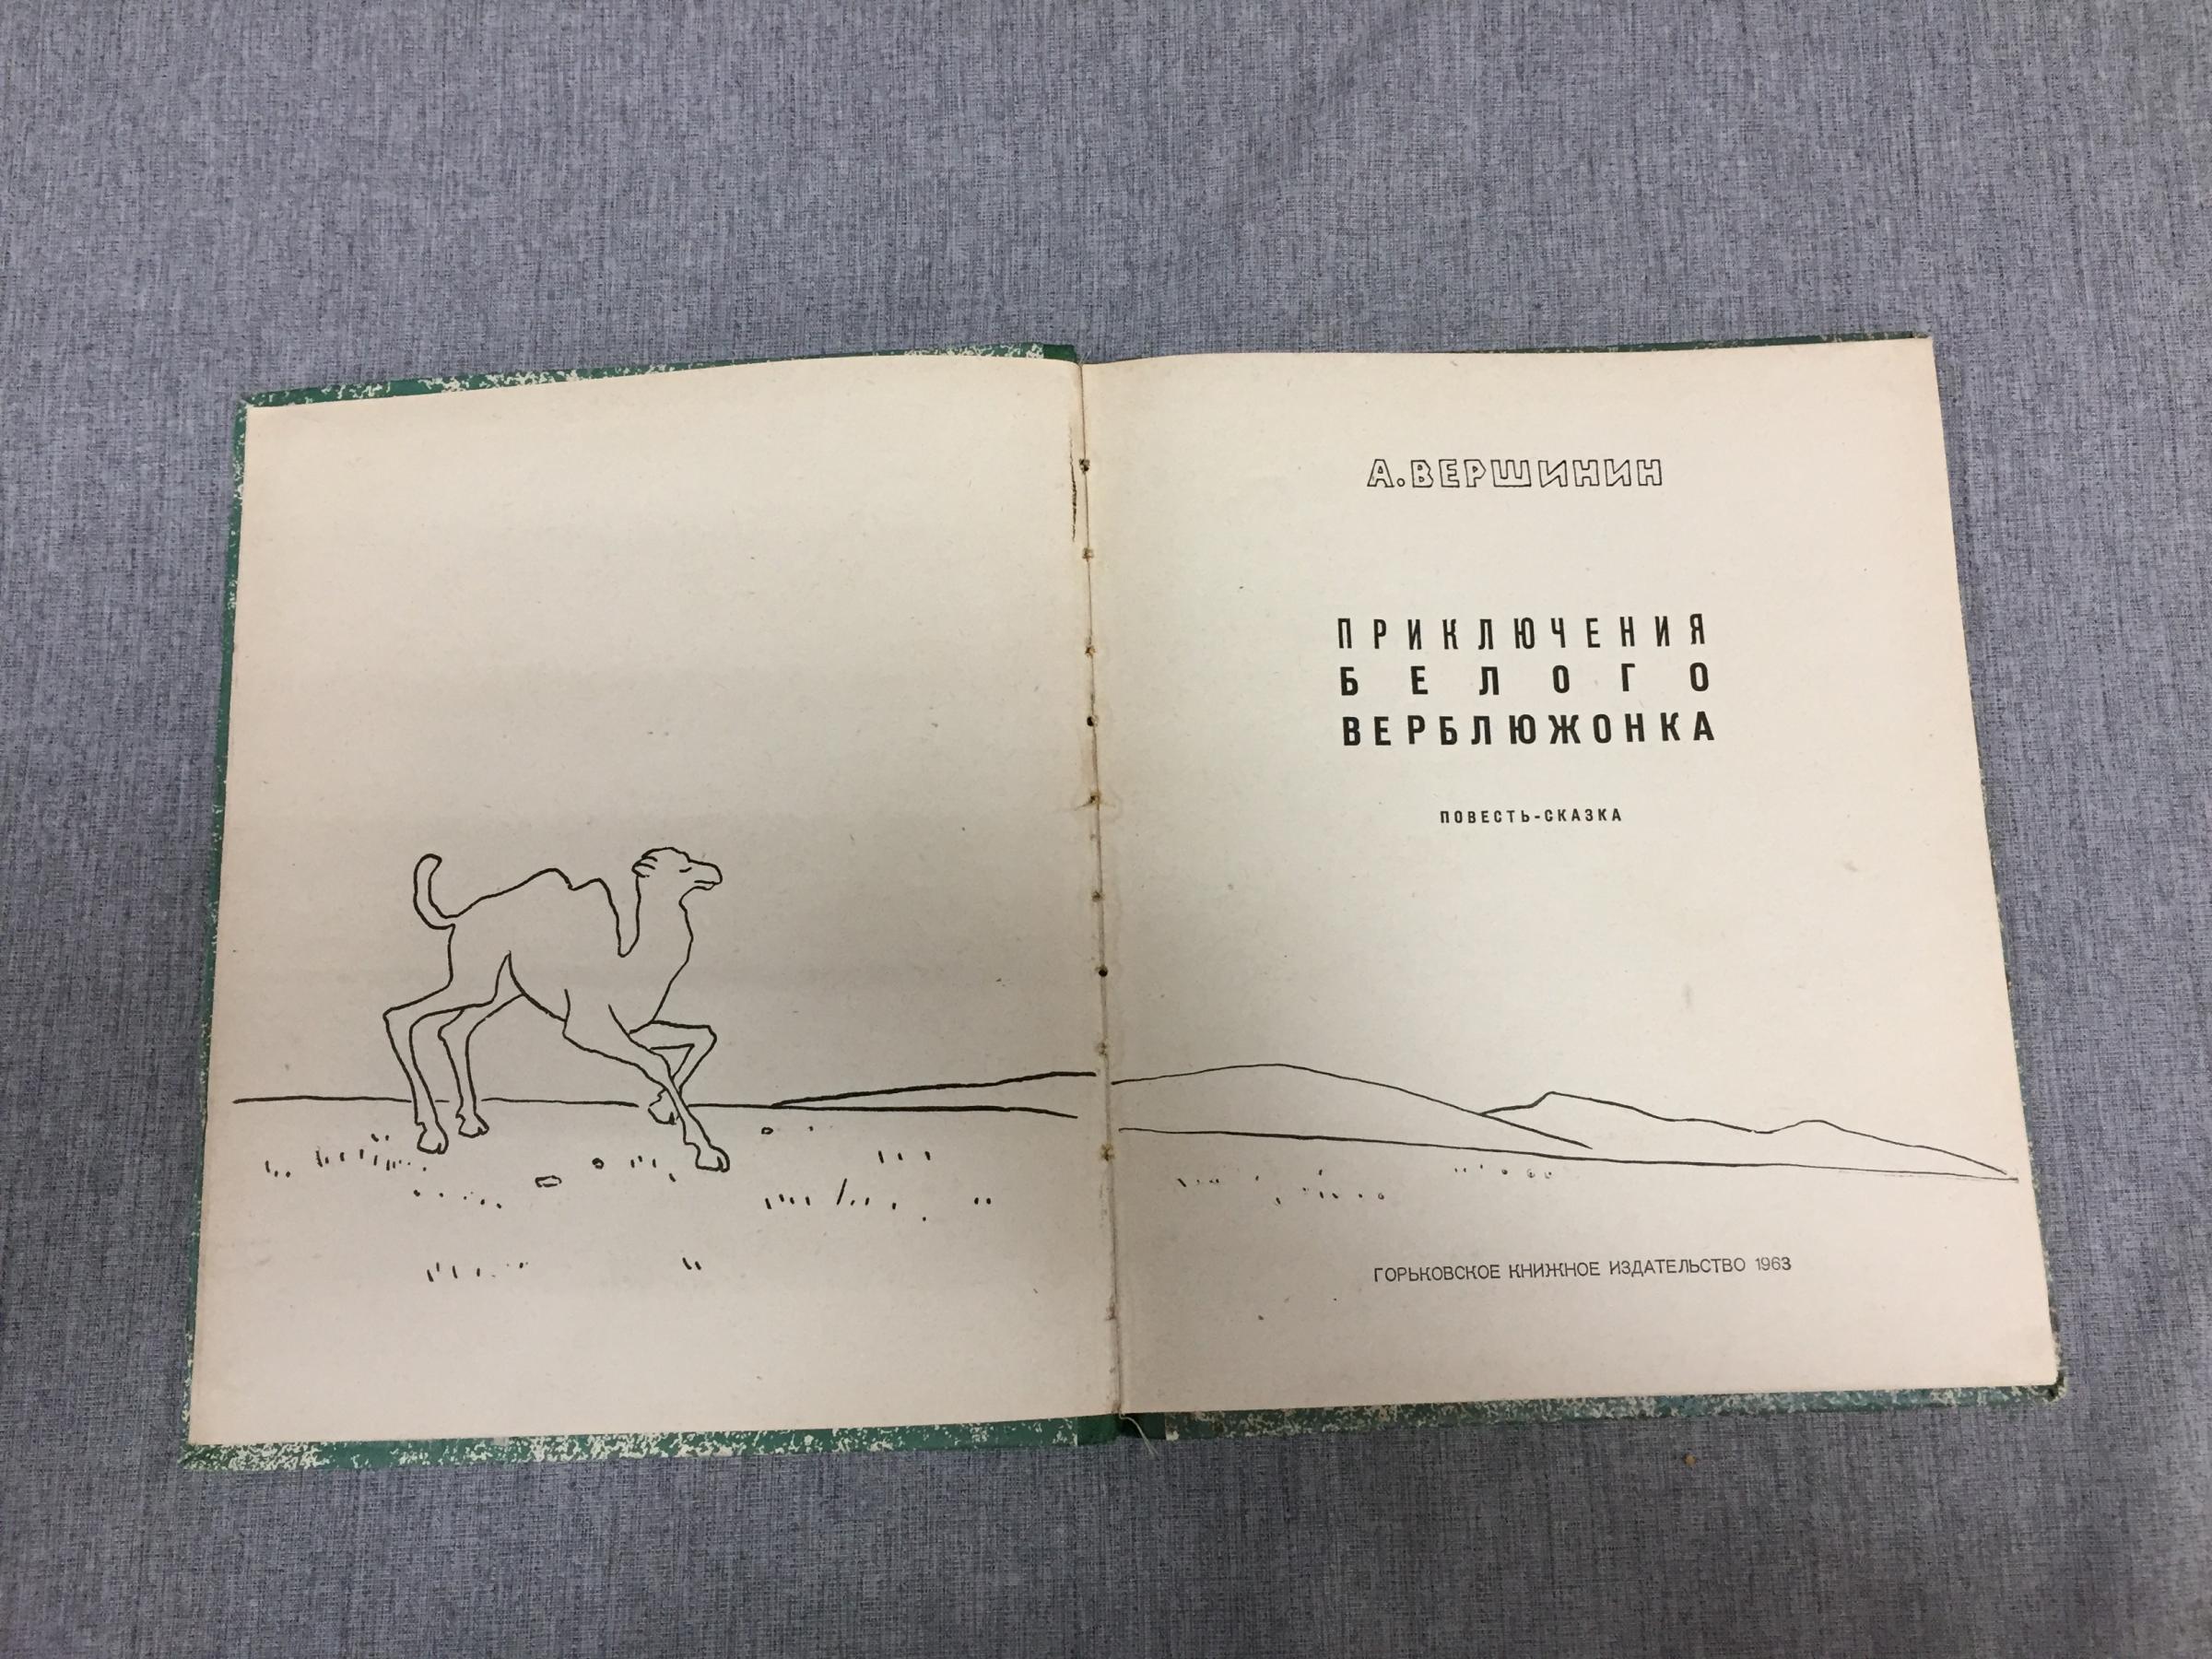 А. ВЕРШИНИН
ПРИКЛЮЧЕНИЯ
БЕЛОГО
ВЕРБЛЮЖОНКА
ПОВЕСТЬ-СКАЗКА
ГОРЬКОВСКОЕ КНИЖНОЕ ИЗДАТЕЛЬСТВО 1963